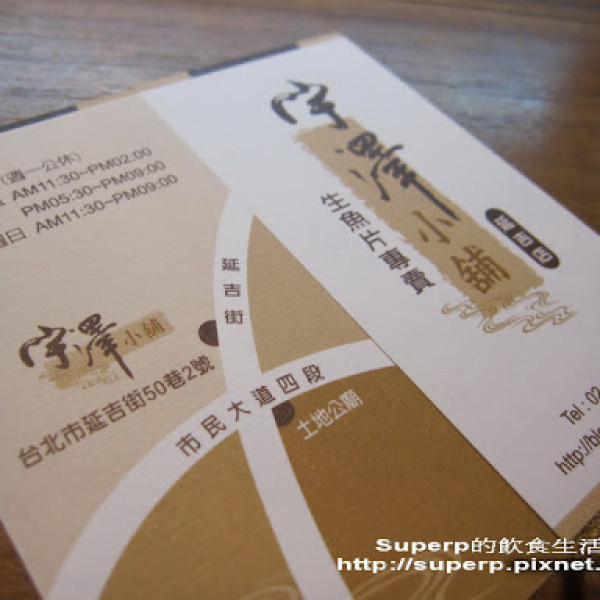 (週一公休)
AM11:30~PM02:00
PM05:30~PM09:00
日 AM11:30~PM09:00
宇澤小舖
台北市延吉街50巷2號
延吉街
市民大道四段
土地公廟
宇澤小舖
延吉店
生魚片專賣
Tel : 02
http://bl
Superp的飲食生活
http://superp.pixnet.